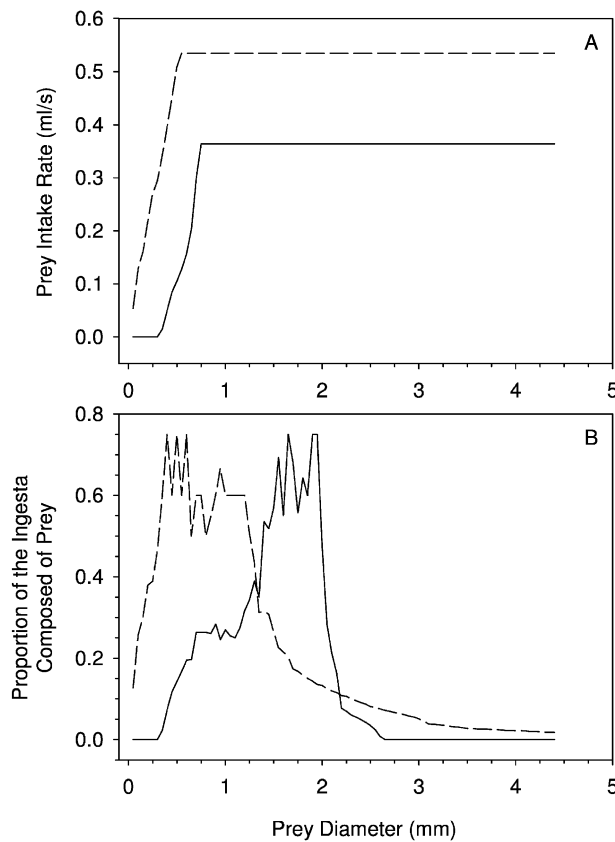 0.6
A
0.5
0.4
0.3
0.2
0.1
0.0
Prey Intake Rate (ml/s)
0 1 2 3 4 5
0.8
B
0.6
0.4
0.2
0.0
Proportion of the Ingesta
Composed of Prey
0 1 2 3 4 5
Prey Diameter (mm)